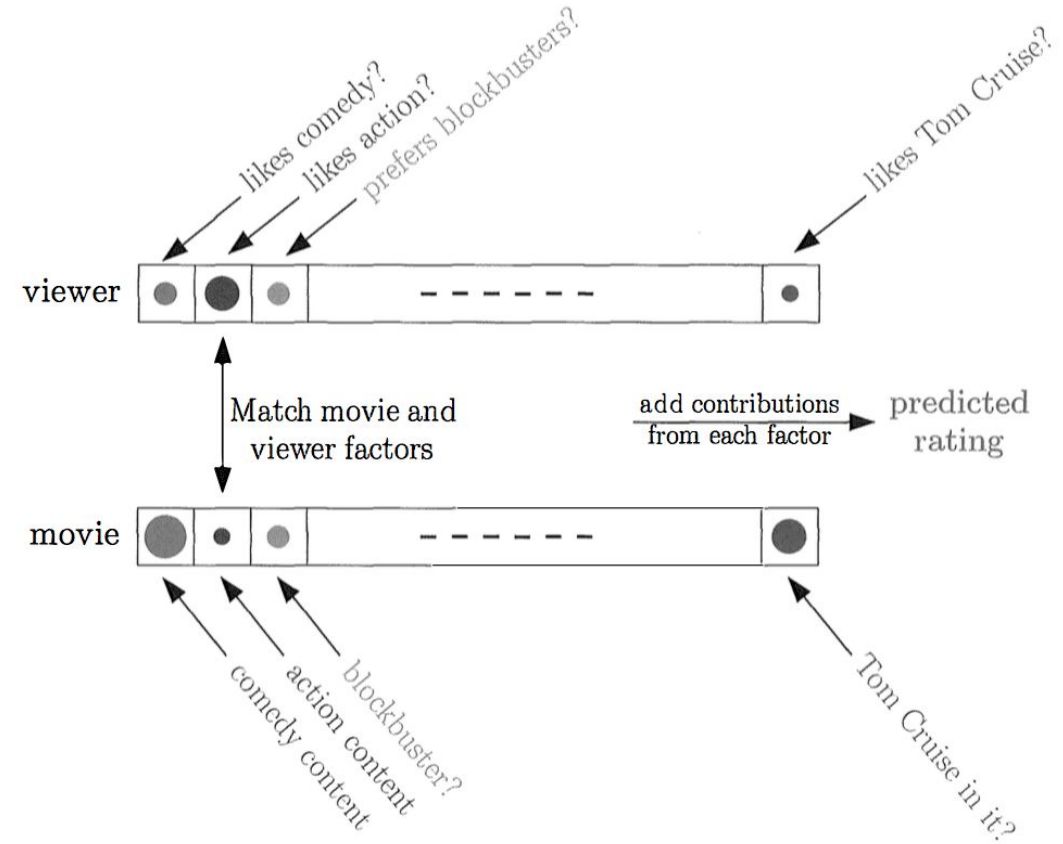 likes comedy?
likes action?
prefers blockbusters?
likes Tom Cruise?
viewer
Match movie and
viewer factors
add contributions
from each factor
predicted
rating
movie
comedy content
action content
blockbuster?
Tom Cruise in it?